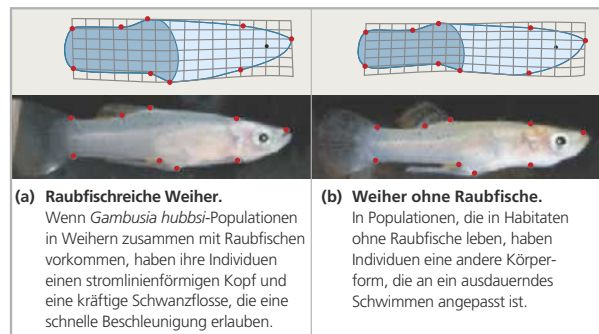 (a) Raubfischreiche Weiher.
Wenn Gambusia hubbsi-Populationen
in Weihern zusammen mit Raubfischen
vorkommen, haben ihre Individuen
einen stromlinienförmigen Kopf und
eine kräftige Schwanzflosse, die eine
schnelle Beschleunigung erlauben.
(b) Weiher ohne Raubfische.
In Populationen, die in Habitaten
ohne Raubfische leben, haben
Individuen eine andere Körper-
form, die an ein ausdauerndes
Schwimmen angepasst ist.